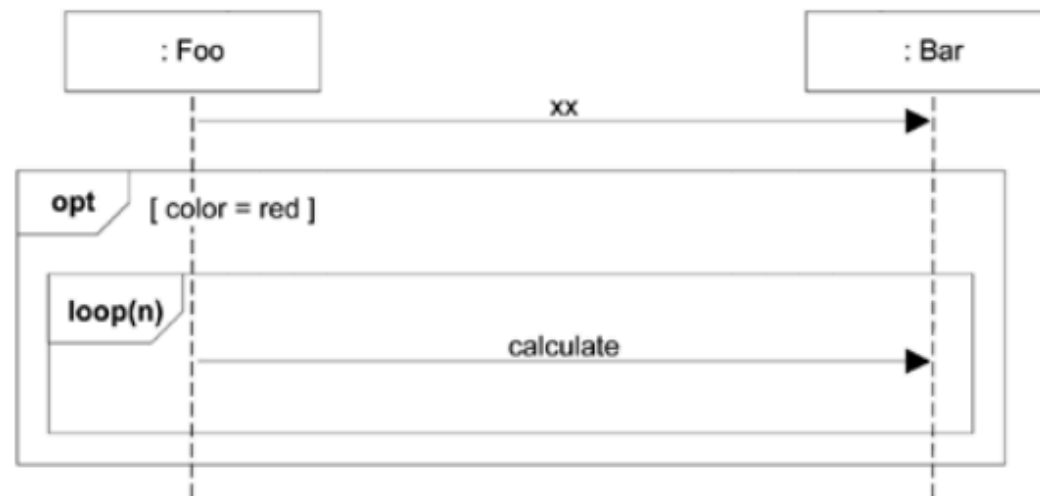 : Foo
: Bar
xx
opt
[ color = red ]
loop(n)
calculate